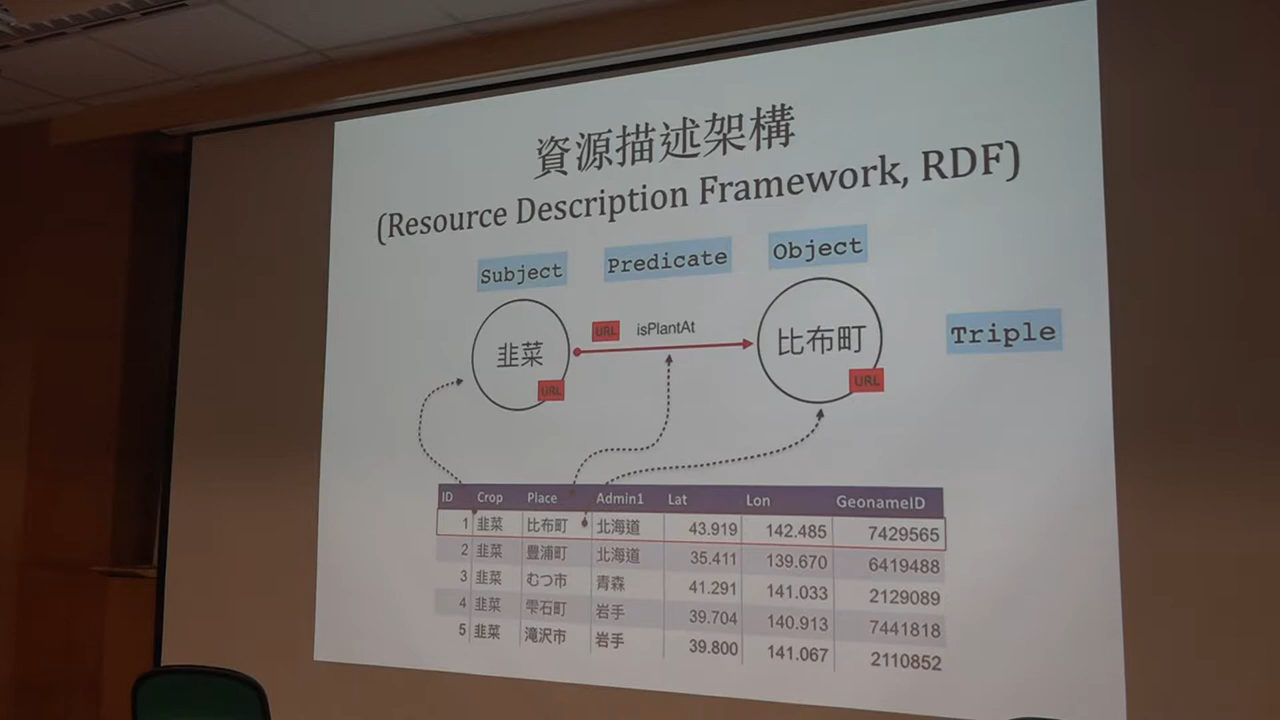 資源描述架構
(Resource Description Framework, RDF)
Subject Predicate Object
URL isPlantAt
韭菜 比布町 Triple
URL URL
ID Crop Place Admin1 Lat Lon GeonameID
1 韭菜 比布町 北海道 43.919 142.485 7429565
2 韭菜 豊浦町 北海道 35.411 139.670 6419488
3 韭菜 むつ市 青森 41.291 141.033 2129089
4 韭菜 雫石町 岩手 39.704 140.913 7441818
5 韭菜 滝沢市 岩手 39.800 141.067 2110852